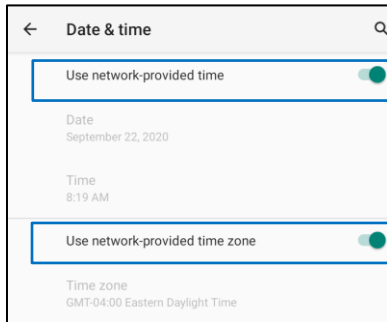 Date & time
Use network-provided time
Date
September 22, 2020
Time
8:19 AM
Use network-provided time zone
Time zone
GMT-04:00 Eastern Daylight Time